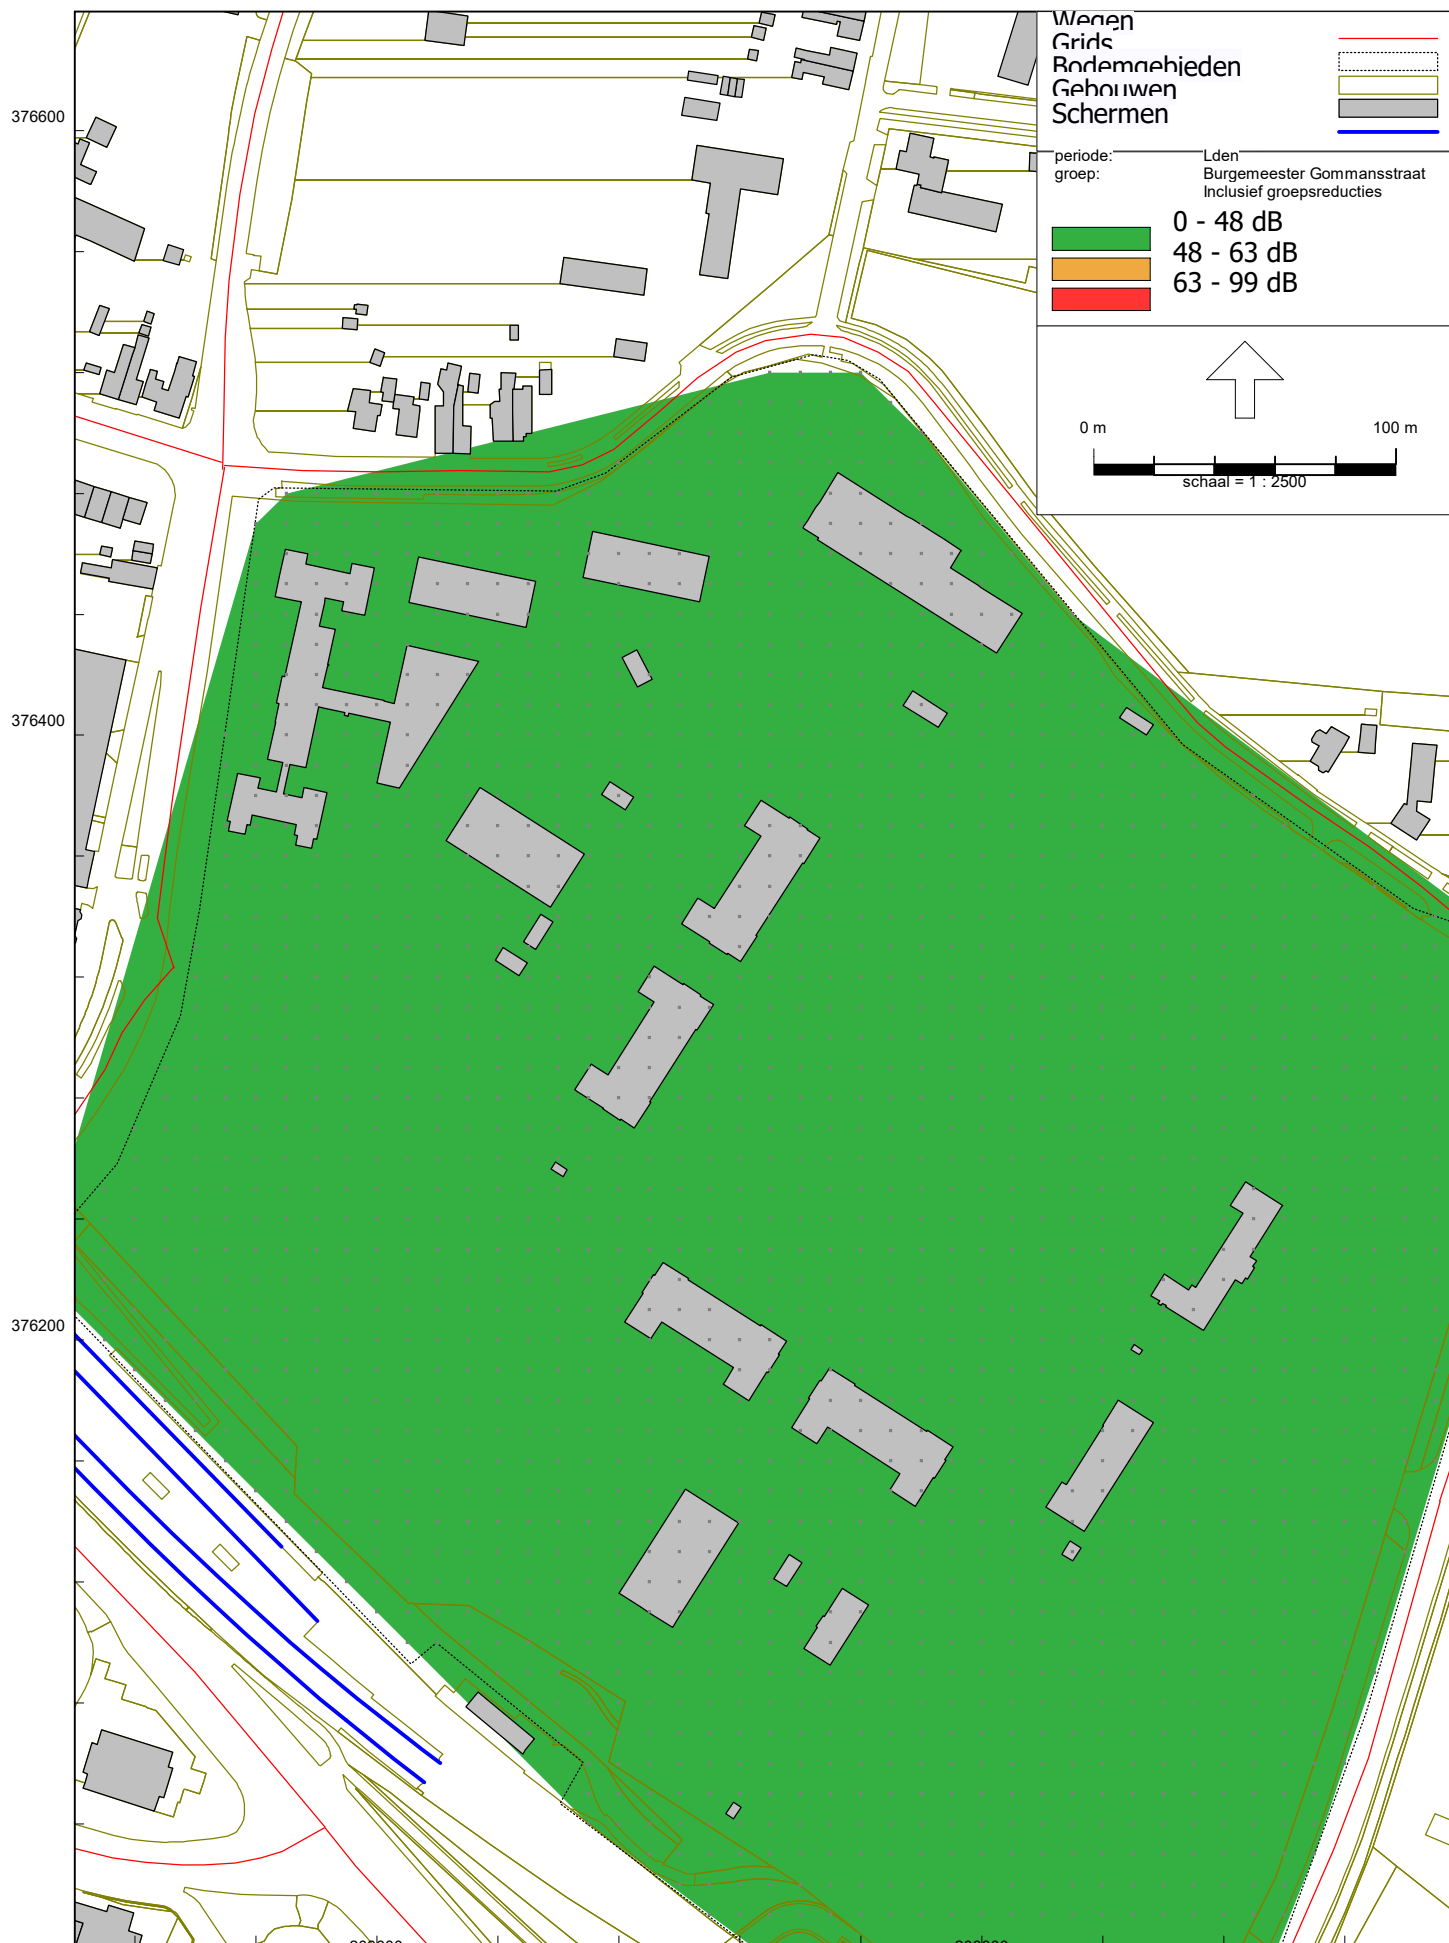 Wegen
Grids
Bodemgebieden
Gebouwen
Schermen
periode: Lden
groep: Burgemeester Gommansstraat
Inclusief groepsreducties
0 - 48 dB
48 - 63 dB
63 - 99 dB
0 m 100 m
schaal = 1 : 2500
376600
376400
376200